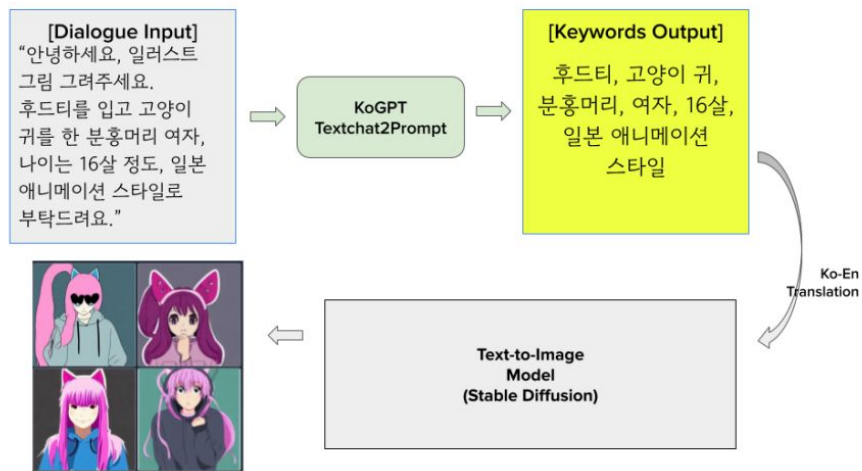 [Dialogue Input]
“안녕하세요, 일러스트
그림 그려주세요.
후드티를 입고 고양이
귀를 한 분홍머리 여자,
나이는 16살 정도, 일본
애니메이션 스타일로
부탁드려요.”
KoGPT
Textchat2Prompt
[Keywords Output]
후드티, 고양이 귀,
분홍머리, 여자, 16살,
일본 애니메이션
스타일
Ko-En
Translation
Text-to-Image
Model
(Stable Diffusion)